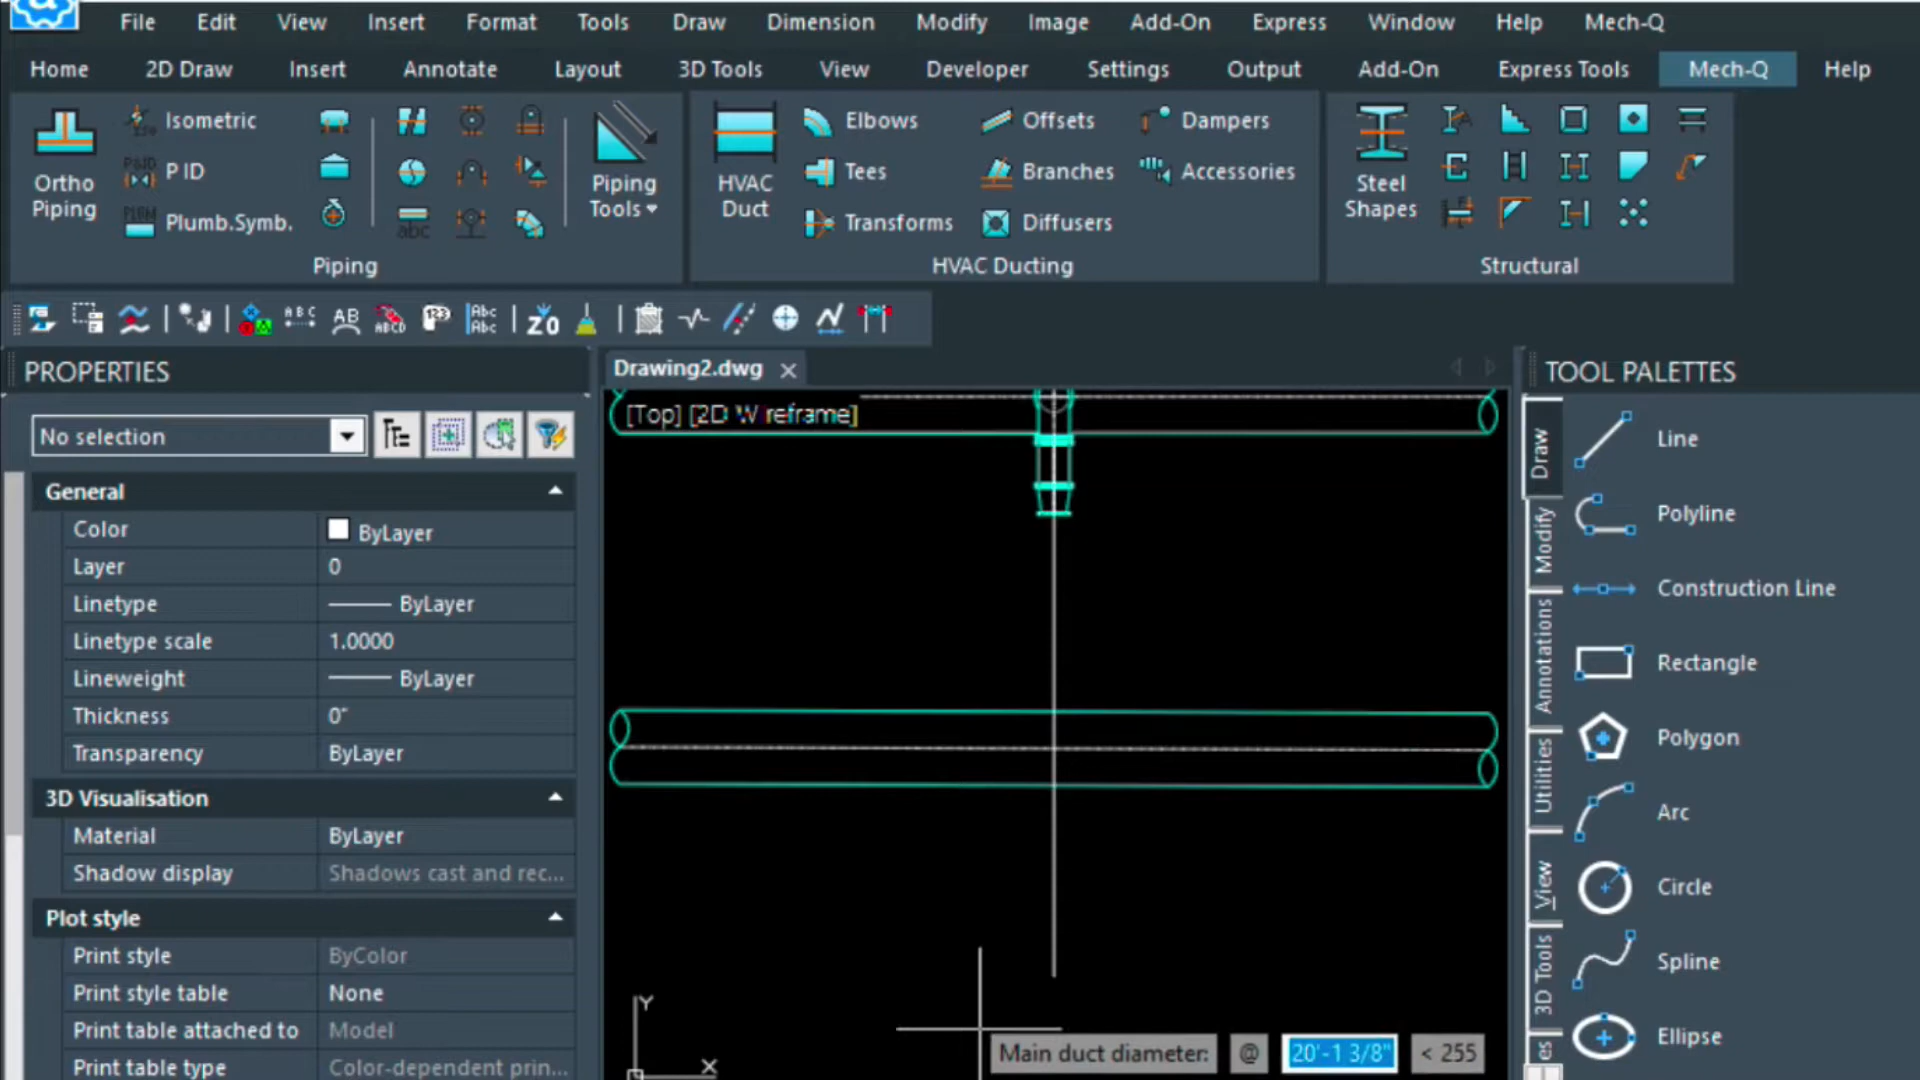 File Edit View Insert Format Tools Draw Dimension Modify Image Add-On Express Window Help Mech-Q
Home 2D Draw Insert Annotate Layout 3D Tools View Developer Settings Output Add-On Express Tools Mech-Q Help
Ortho Piping
Isometric
P ID
Plumb.Symb.
abc
Piping Tools
Piping
HVAC Duct
Elbows
Tees
Transforms
Offsets
Branches
Diffusers
Dampers
Accessories
HVAC Ducting
Steel Shapes
Structural
PROPERTIES
No selection
General
Color ByLayer
Layer 0
Linetype ByLayer
Linetype scale 1.0000
Lineweight ByLayer
Thickness 0"
Transparency ByLayer
3D Visualisation
Material ByLayer
Shadow display Shadows cast and rec...
Plot style
Print style ByColor
Print style table None
Print table attached to Model
Print table type Color-dependent prin...
Drawing2.dwg
[Top] [2D Wireframe]
Y
X
Main duct diameter: @ 20'-1 3/8" < 255
TOOL PALETTES
Draw
Modify
Annotations
Utilities
View
3D Tools
es
Line
Polyline
Construction Line
Rectangle
Polygon
Arc
Circle
Spline
Ellipse